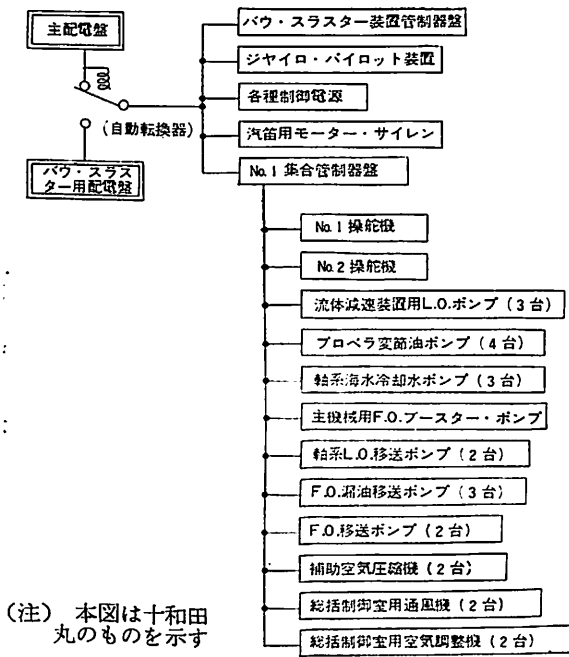 主配電盤
(自動転換器)
バウ・スラス
ター用配電盤
バウ・スラスター装置管制器盤
ジヤイロ・パイロット装置
各種制御電源
汽笛用モーター・サイレン
No.1 集合管制器盤
No.1 操舵機
No.2 操舵機
流体減速装置用L.O.ポンプ(3台)
プロペラ変節油ポンプ(4台)
軸系海水冷却水ポンプ(3台)
主機械用F.O.ブースター・ポンプ
軸系L.O.移送ポンプ(2台)
F.O.漏油移送ポンプ(3台)
F.O.移送ポンプ(2台)
補助空気圧縮機(2台)
総括制御室用通風機(2台)
総括制御室用空気調整機(2台)
(注) 本図は十和田
丸のものを示す